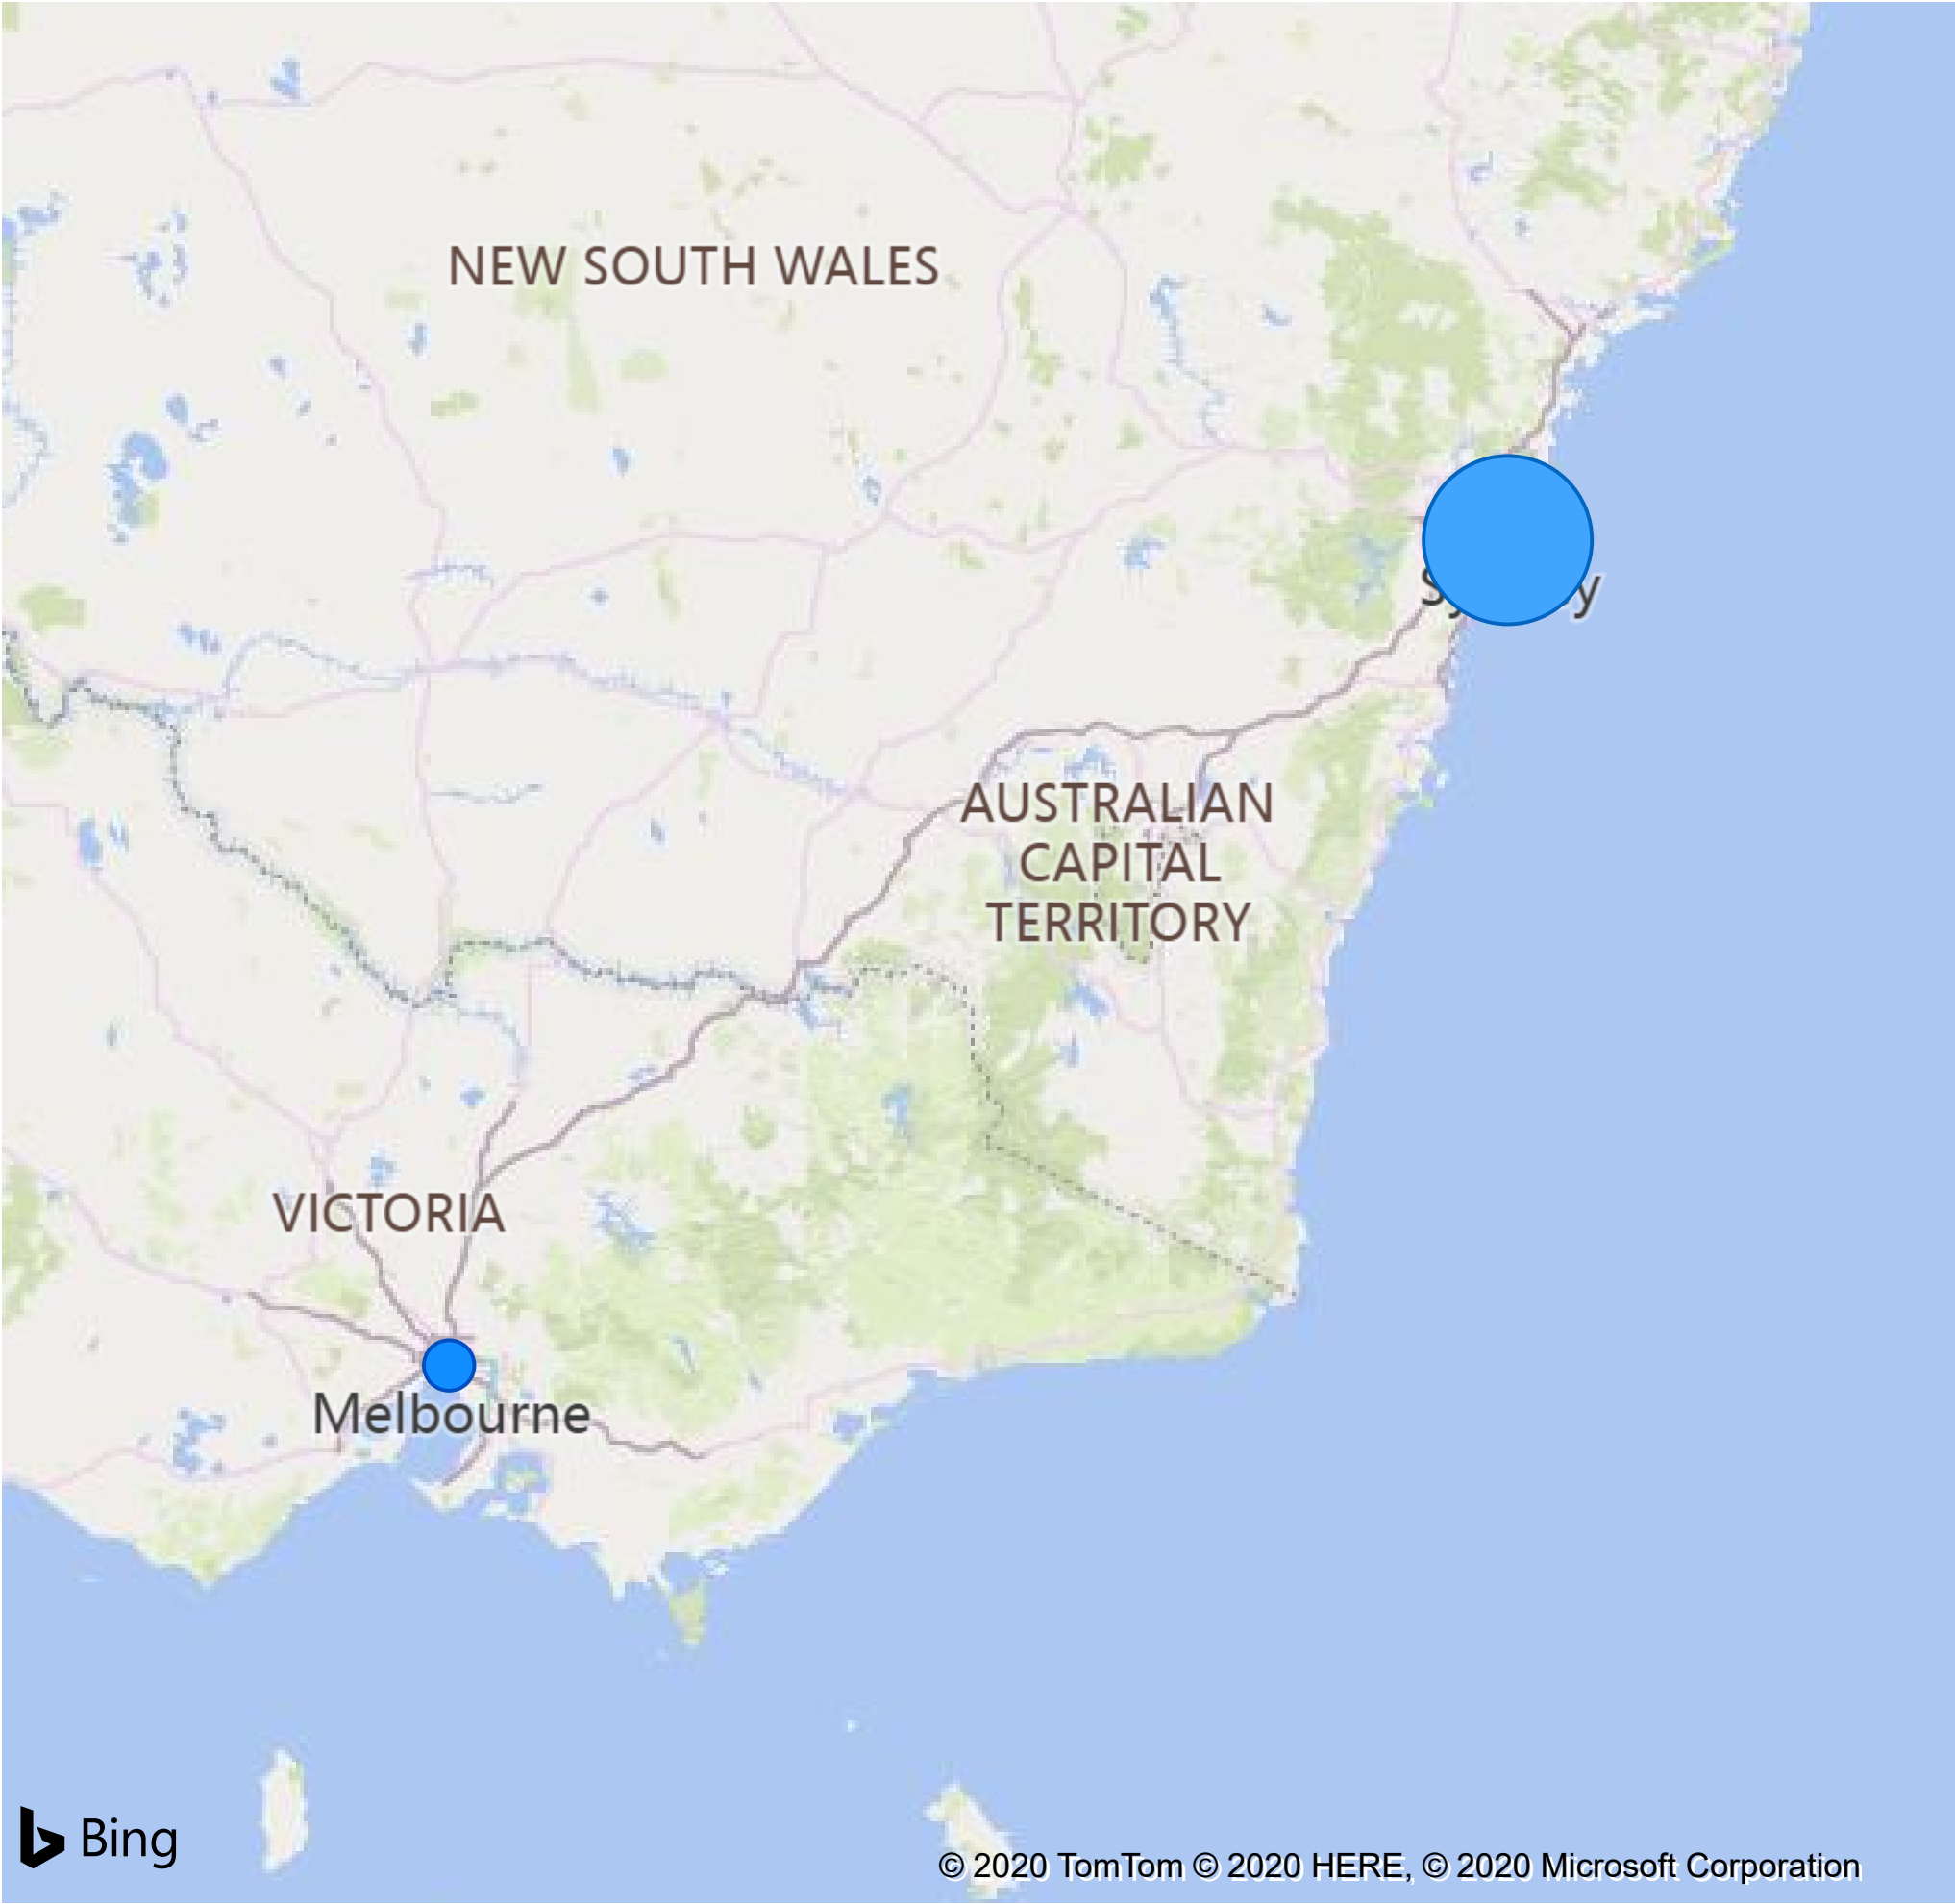 NEW SOUTH WALES
AUSTRALIAN
CAPITAL
TERRITORY
VICTORIA
Melbourne
Bing
© 2020 TomTom © 2020 HERE, © 2020 Microsoft Corporation